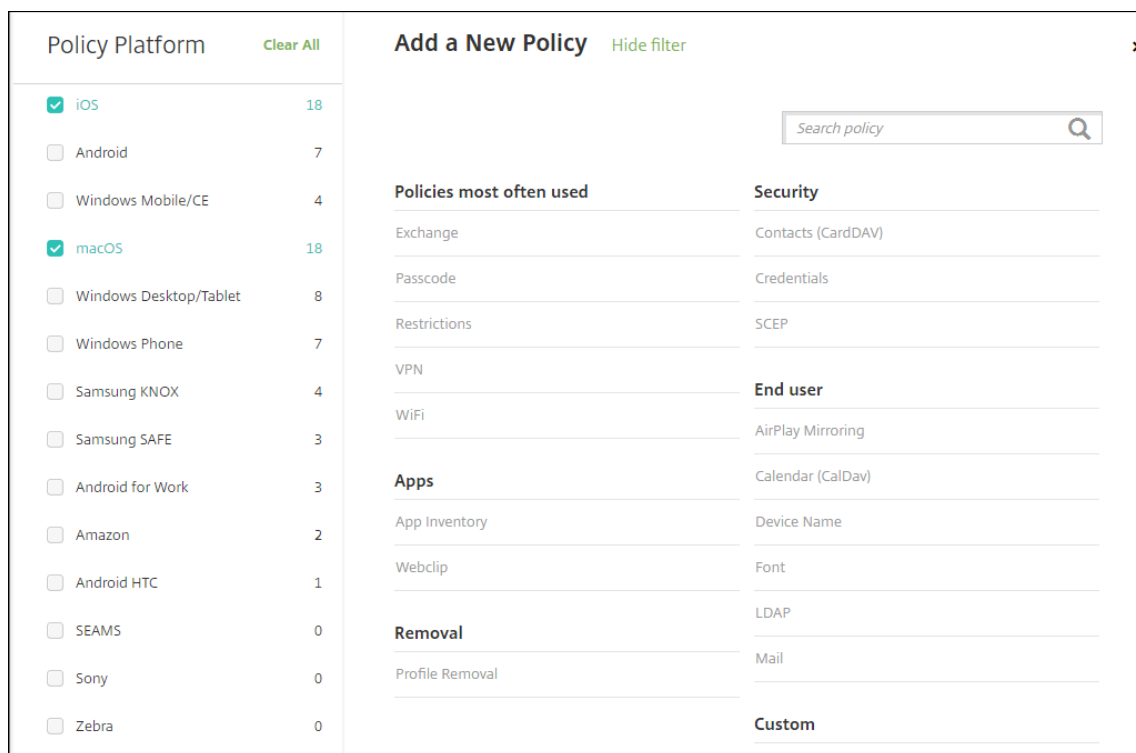 Policy Platform
Clear All
iOS 18
Android 7
Windows Mobile/CE 4
macOS 18
Windows Desktop/Tablet 8
Windows Phone 7
Samsung KNOX 4
Samsung SAFE 3
Android for Work 3
Amazon 2
Android HTC 1
SEAMS 0
Sony 0
Zebra 0
Add a New Policy
Hide filter
Search policy
Policies most often used
Exchange
Passcode
Restrictions
VPN
WiFi
Apps
App Inventory
Webclip
Removal
Profile Removal
Security
Contacts (CardDAV)
Credentials
SCEP
End user
AirPlay Mirroring
Calendar (CalDav)
Device Name
Font
LDAP
Mail
Custom